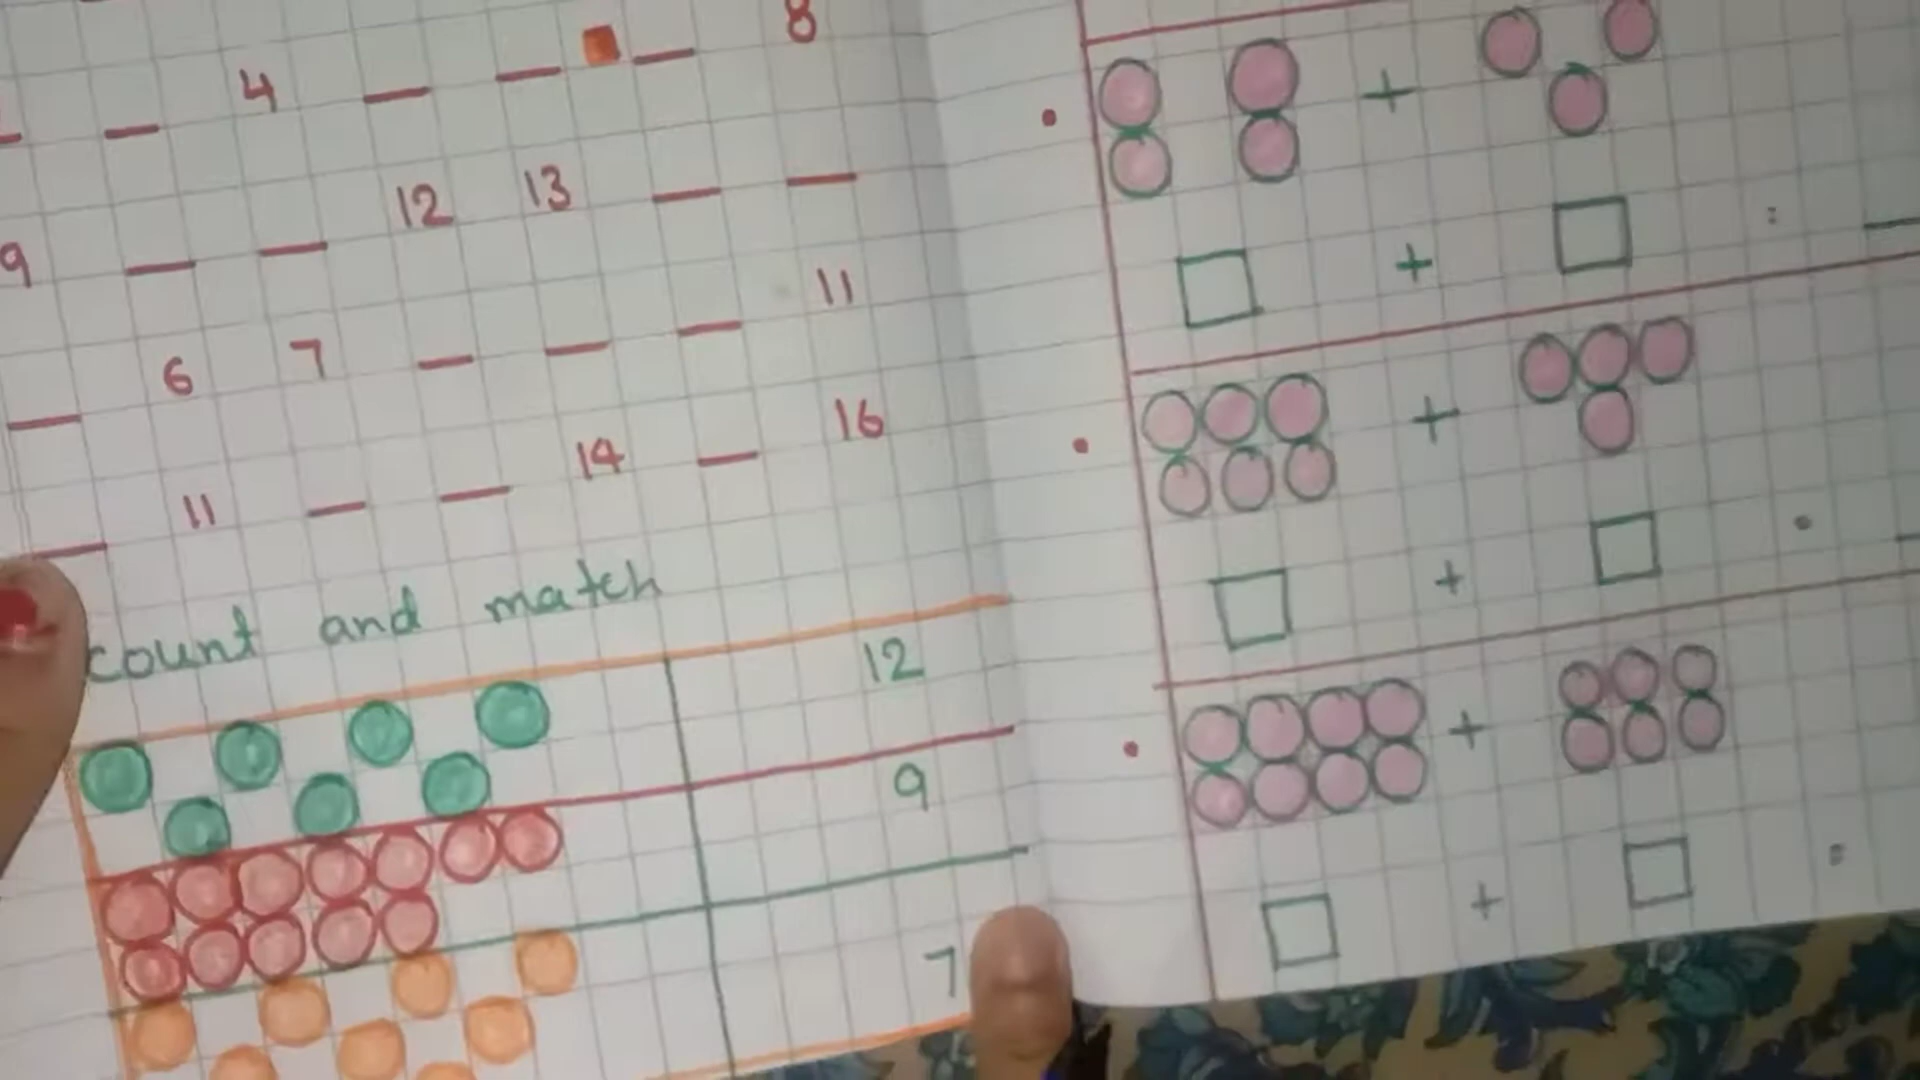 4 — — — 8
9 — — 12 13 — —
— 6 7 — — — 11
— 11 — — 14 — 16
count and match
12
9
7
+
□ + □ = —
+
□ + □ —
+
□ + □ =